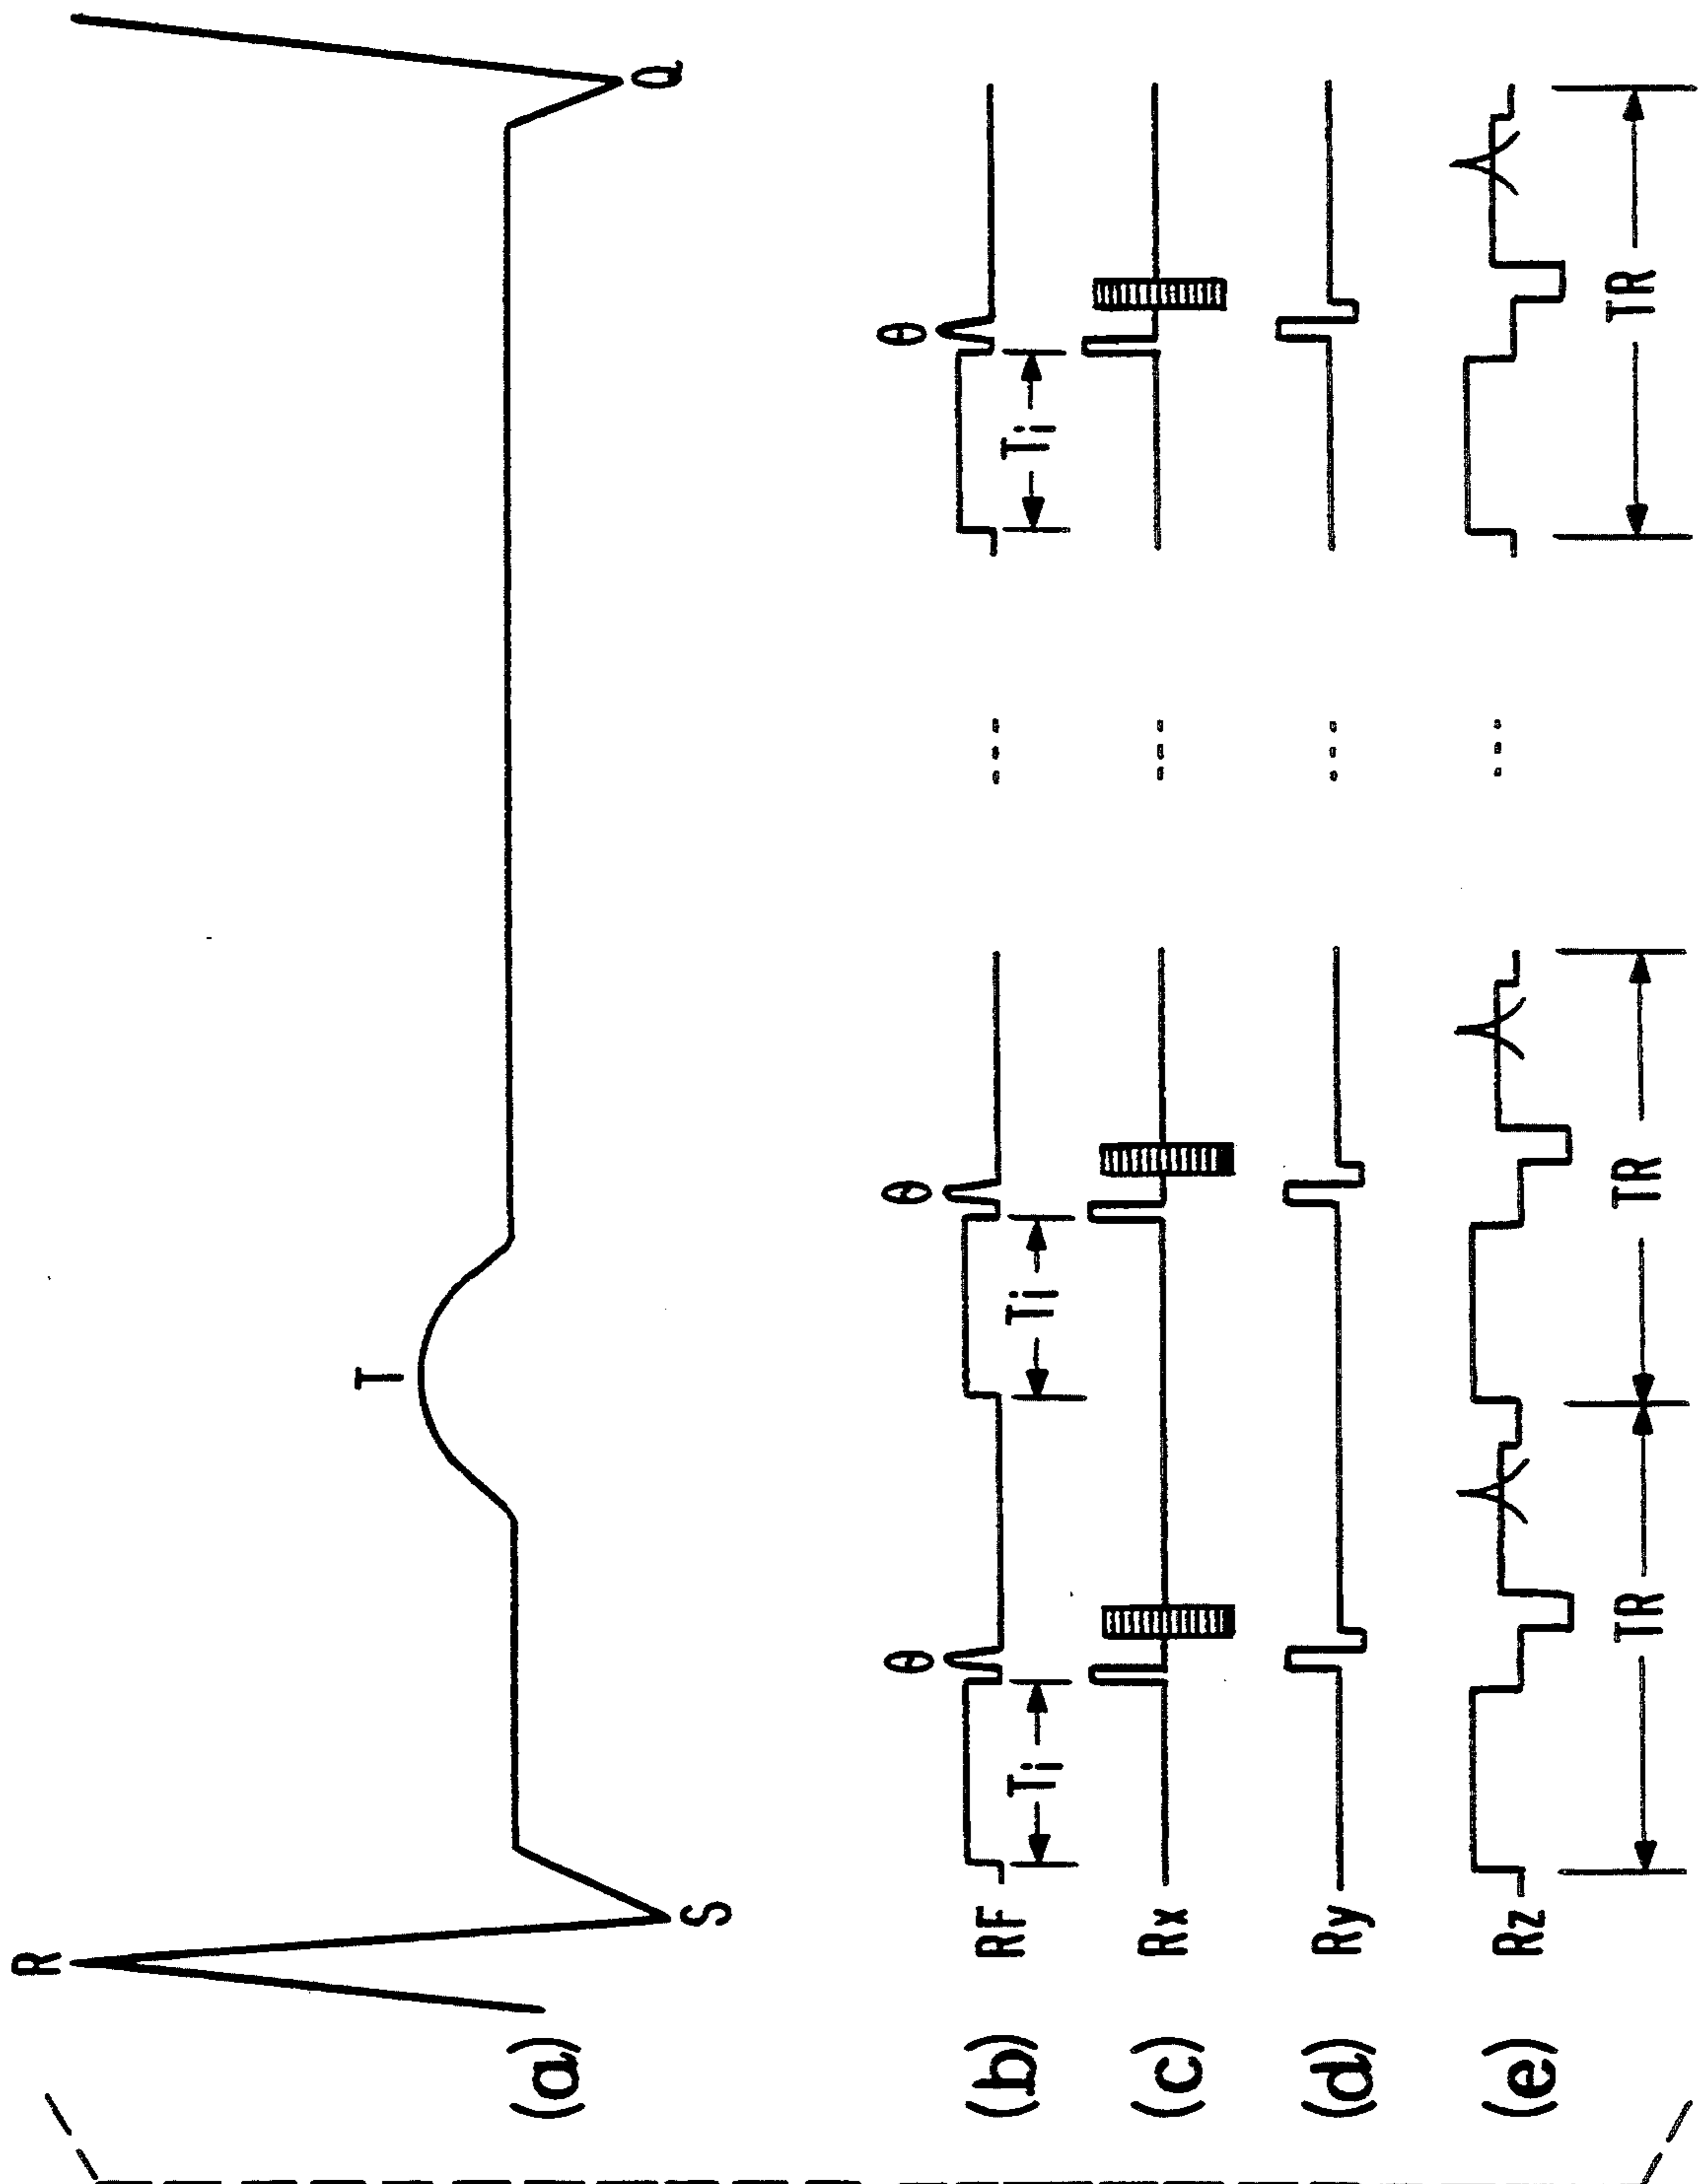 R
S
T
Q
(a)
(b) RF
Ti
θ
Ti
θ
---
Ti
θ
(c) Rx
---
(d) Ry
---
(e) Rz
---
TR
TR
TR